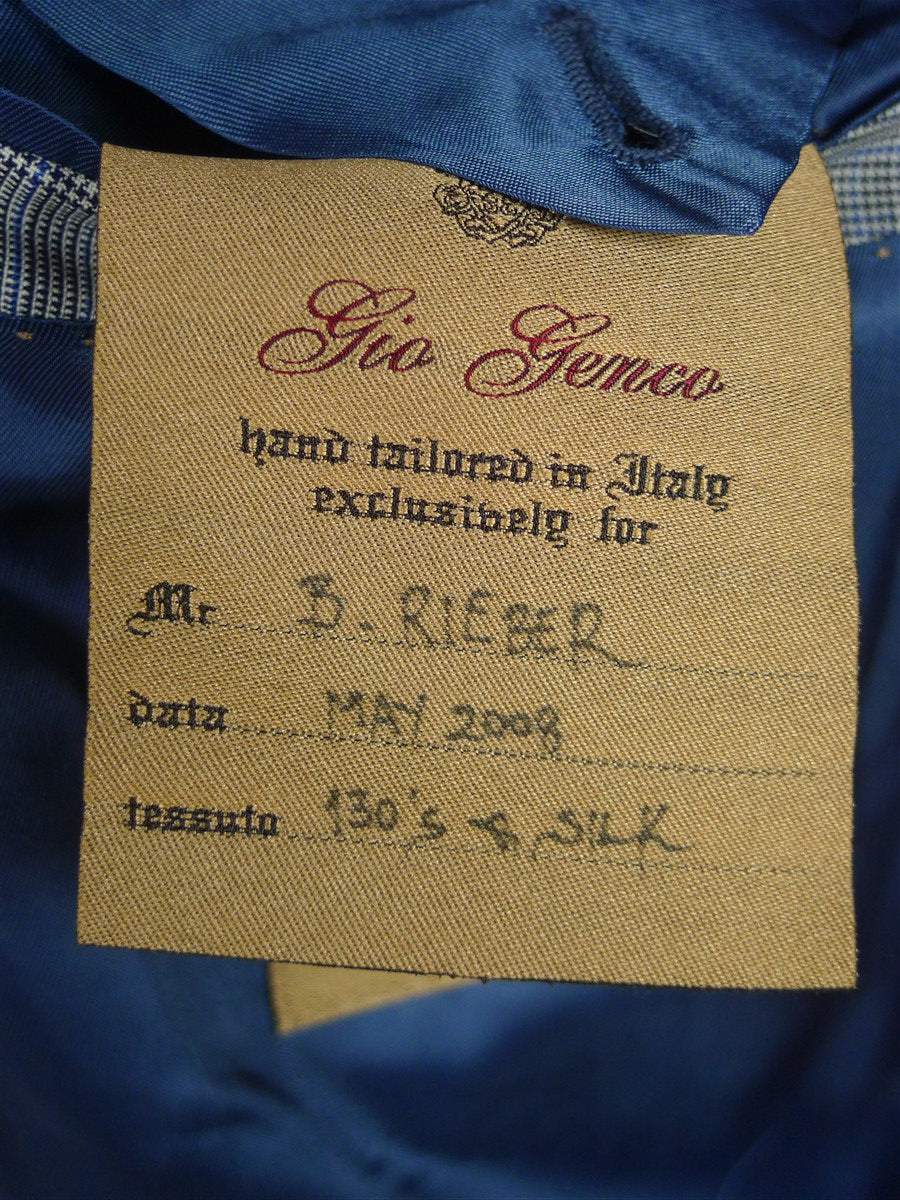 Gio Gemco
hand tailored in Italy
exclusively for
Mr B. RIEBER
data MAY 2008
tessuto 130's & SILK